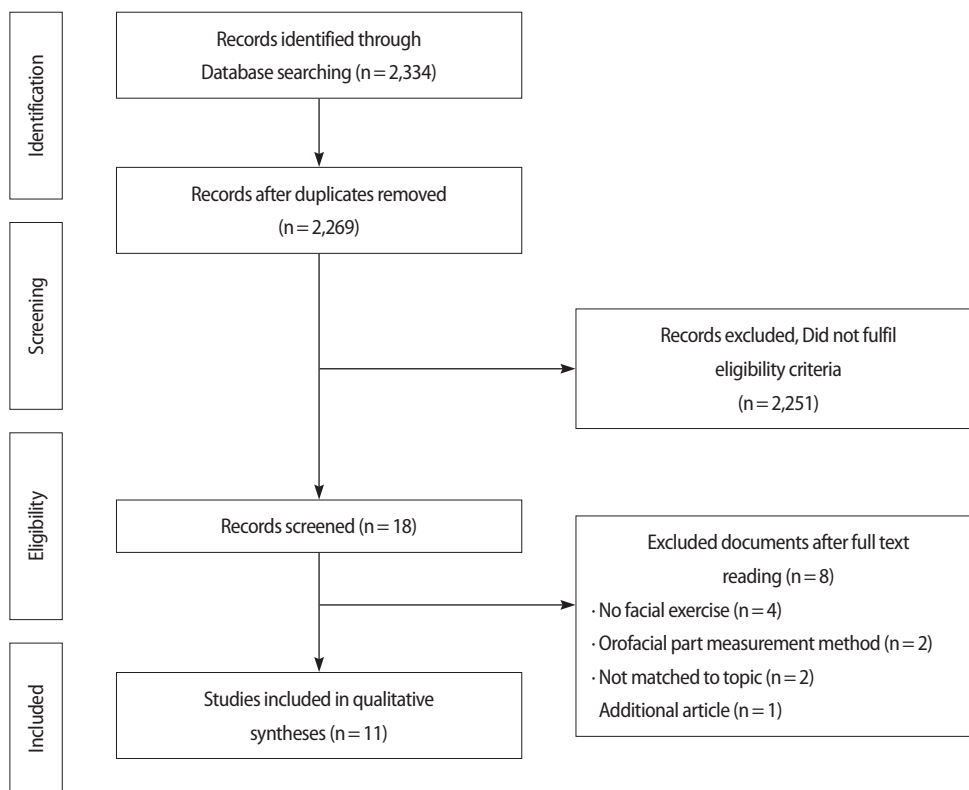 Identification
Records identified through
Database searching (n = 2,334)
Records after duplicates removed
(n = 2,269)
Screening
Records excluded, Did not fulfil
eligibility criteria
(n = 2,251)
Eligibility
Records screened (n = 18)
Excluded documents after full text
reading (n = 8)
· No facial exercise (n = 4)
· Orofacial part measurement method (n = 2)
· Not matched to topic (n = 2)
Additional article (n = 1)
Included
Studies included in qualitative
syntheses (n = 11)